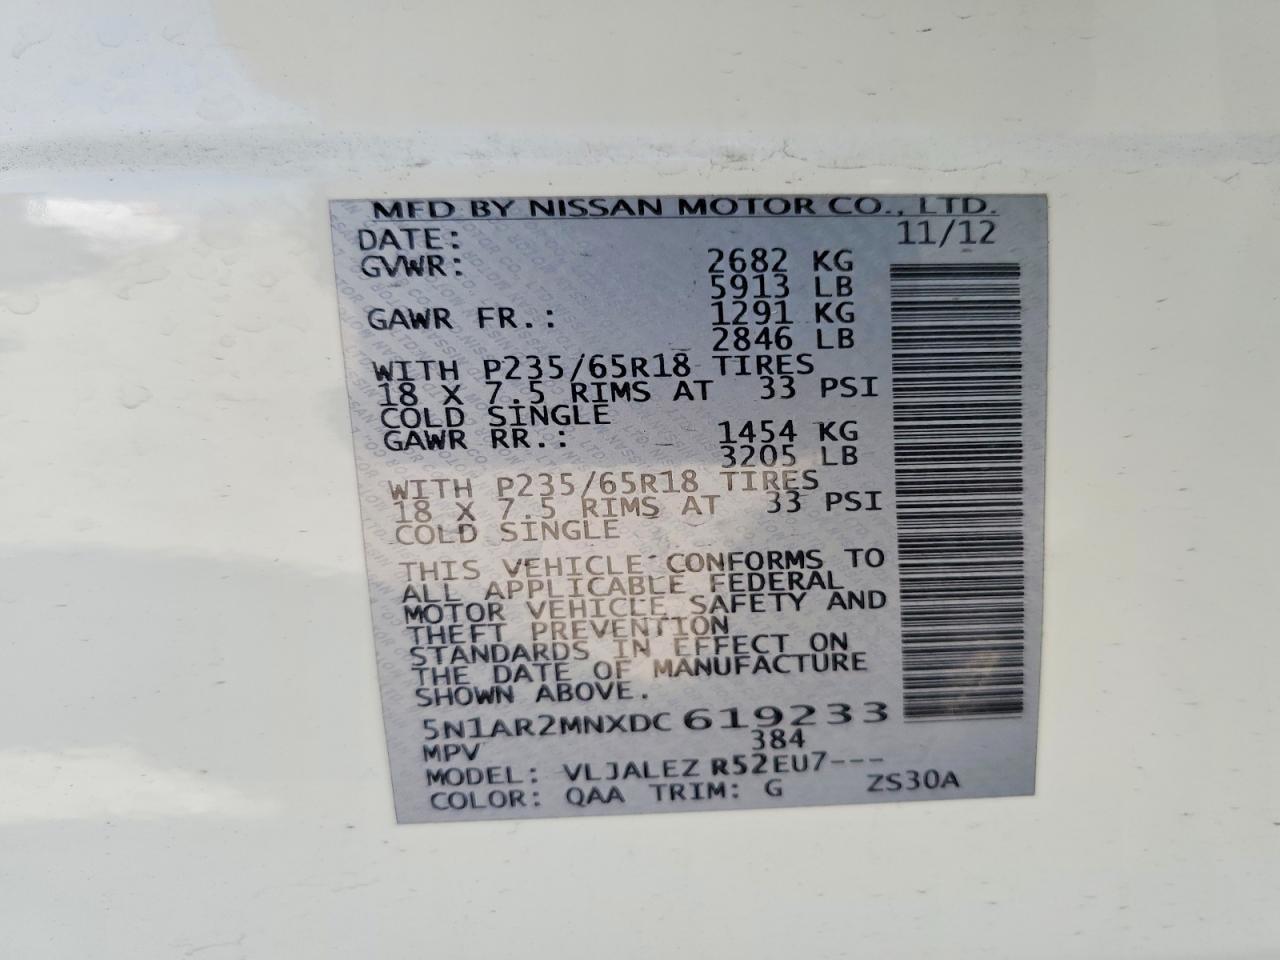 MFD BY NISSAN MOTOR CO., LTD.
DATE: 11/12
GVWR: 2682 KG
5913 LB
GAWR FR.: 1291 KG
2846 LB
WITH P235/65R18 TIRES
18 X 7.5 RIMS AT 33 PSI
COLD SINGLE
GAWR RR.: 1454 KG
3205 LB
WITH P235/65R18 TIRES
18 X 7.5 RIMS AT 33 PSI
COLD SINGLE
THIS VEHICLE CONFORMS TO
ALL APPLICABLE FEDERAL
MOTOR VEHICLE SAFETY AND
THEFT PREVENTION
STANDARDS IN EFFECT ON
THE DATE OF MANUFACTURE
SHOWN ABOVE.
5N1AR2MNXDC 619233
MPV 384
MODEL: VLJALEZ R52EU7---
COLOR: QAA TRIM: G ZS30A